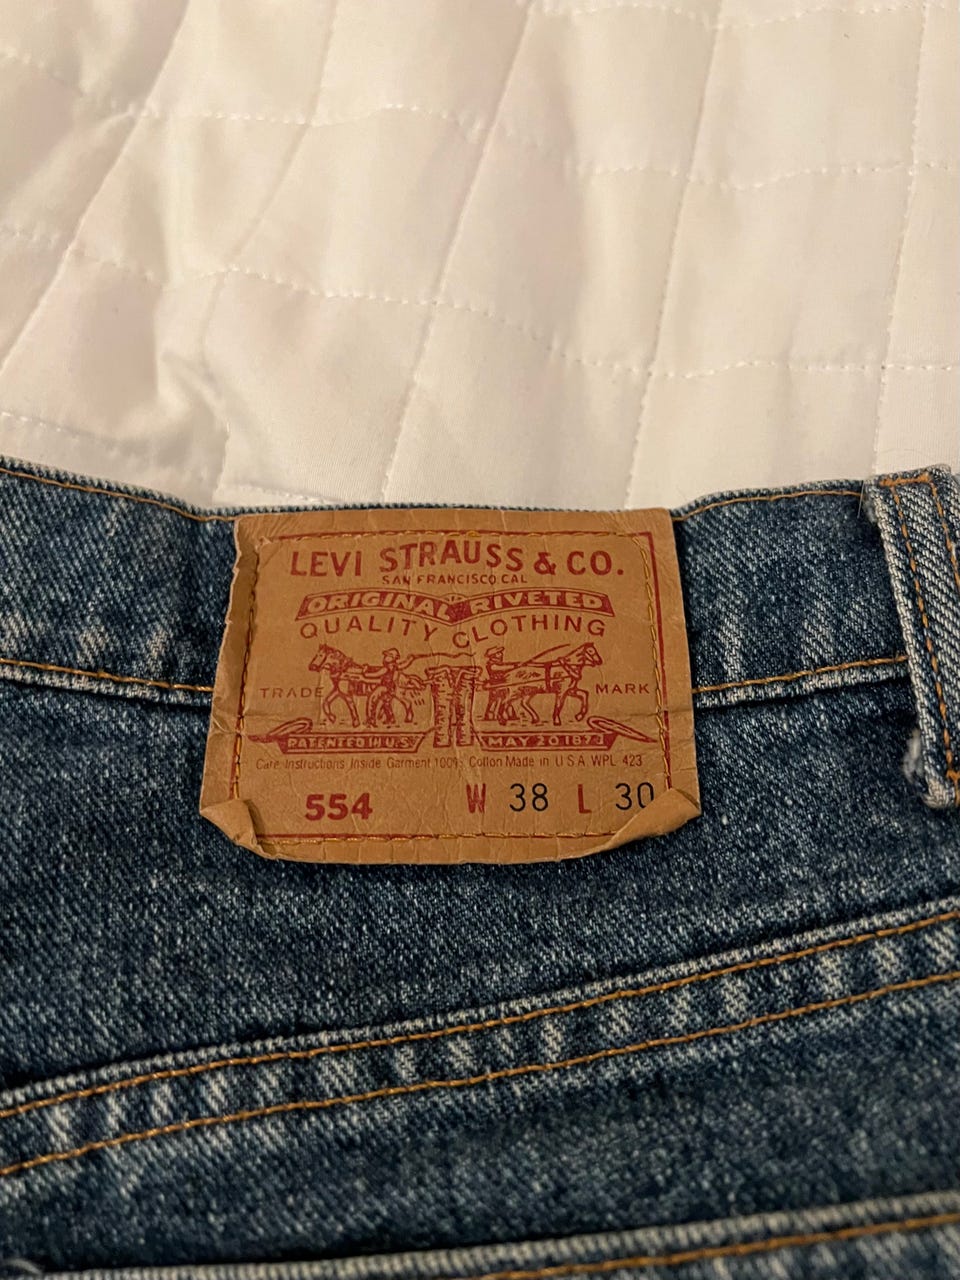 LEVI STRAUSS & CO.
SAN FRANCISCO CAL
ORIGINAL RIVETED
QUALITY CLOTHING
TRADE MARK
PATENTED IN U.S. MAY 20 1873
Care Instructions Inside Garment 100% Cotton Made in U S A WPL 423
554 W 38 L 30